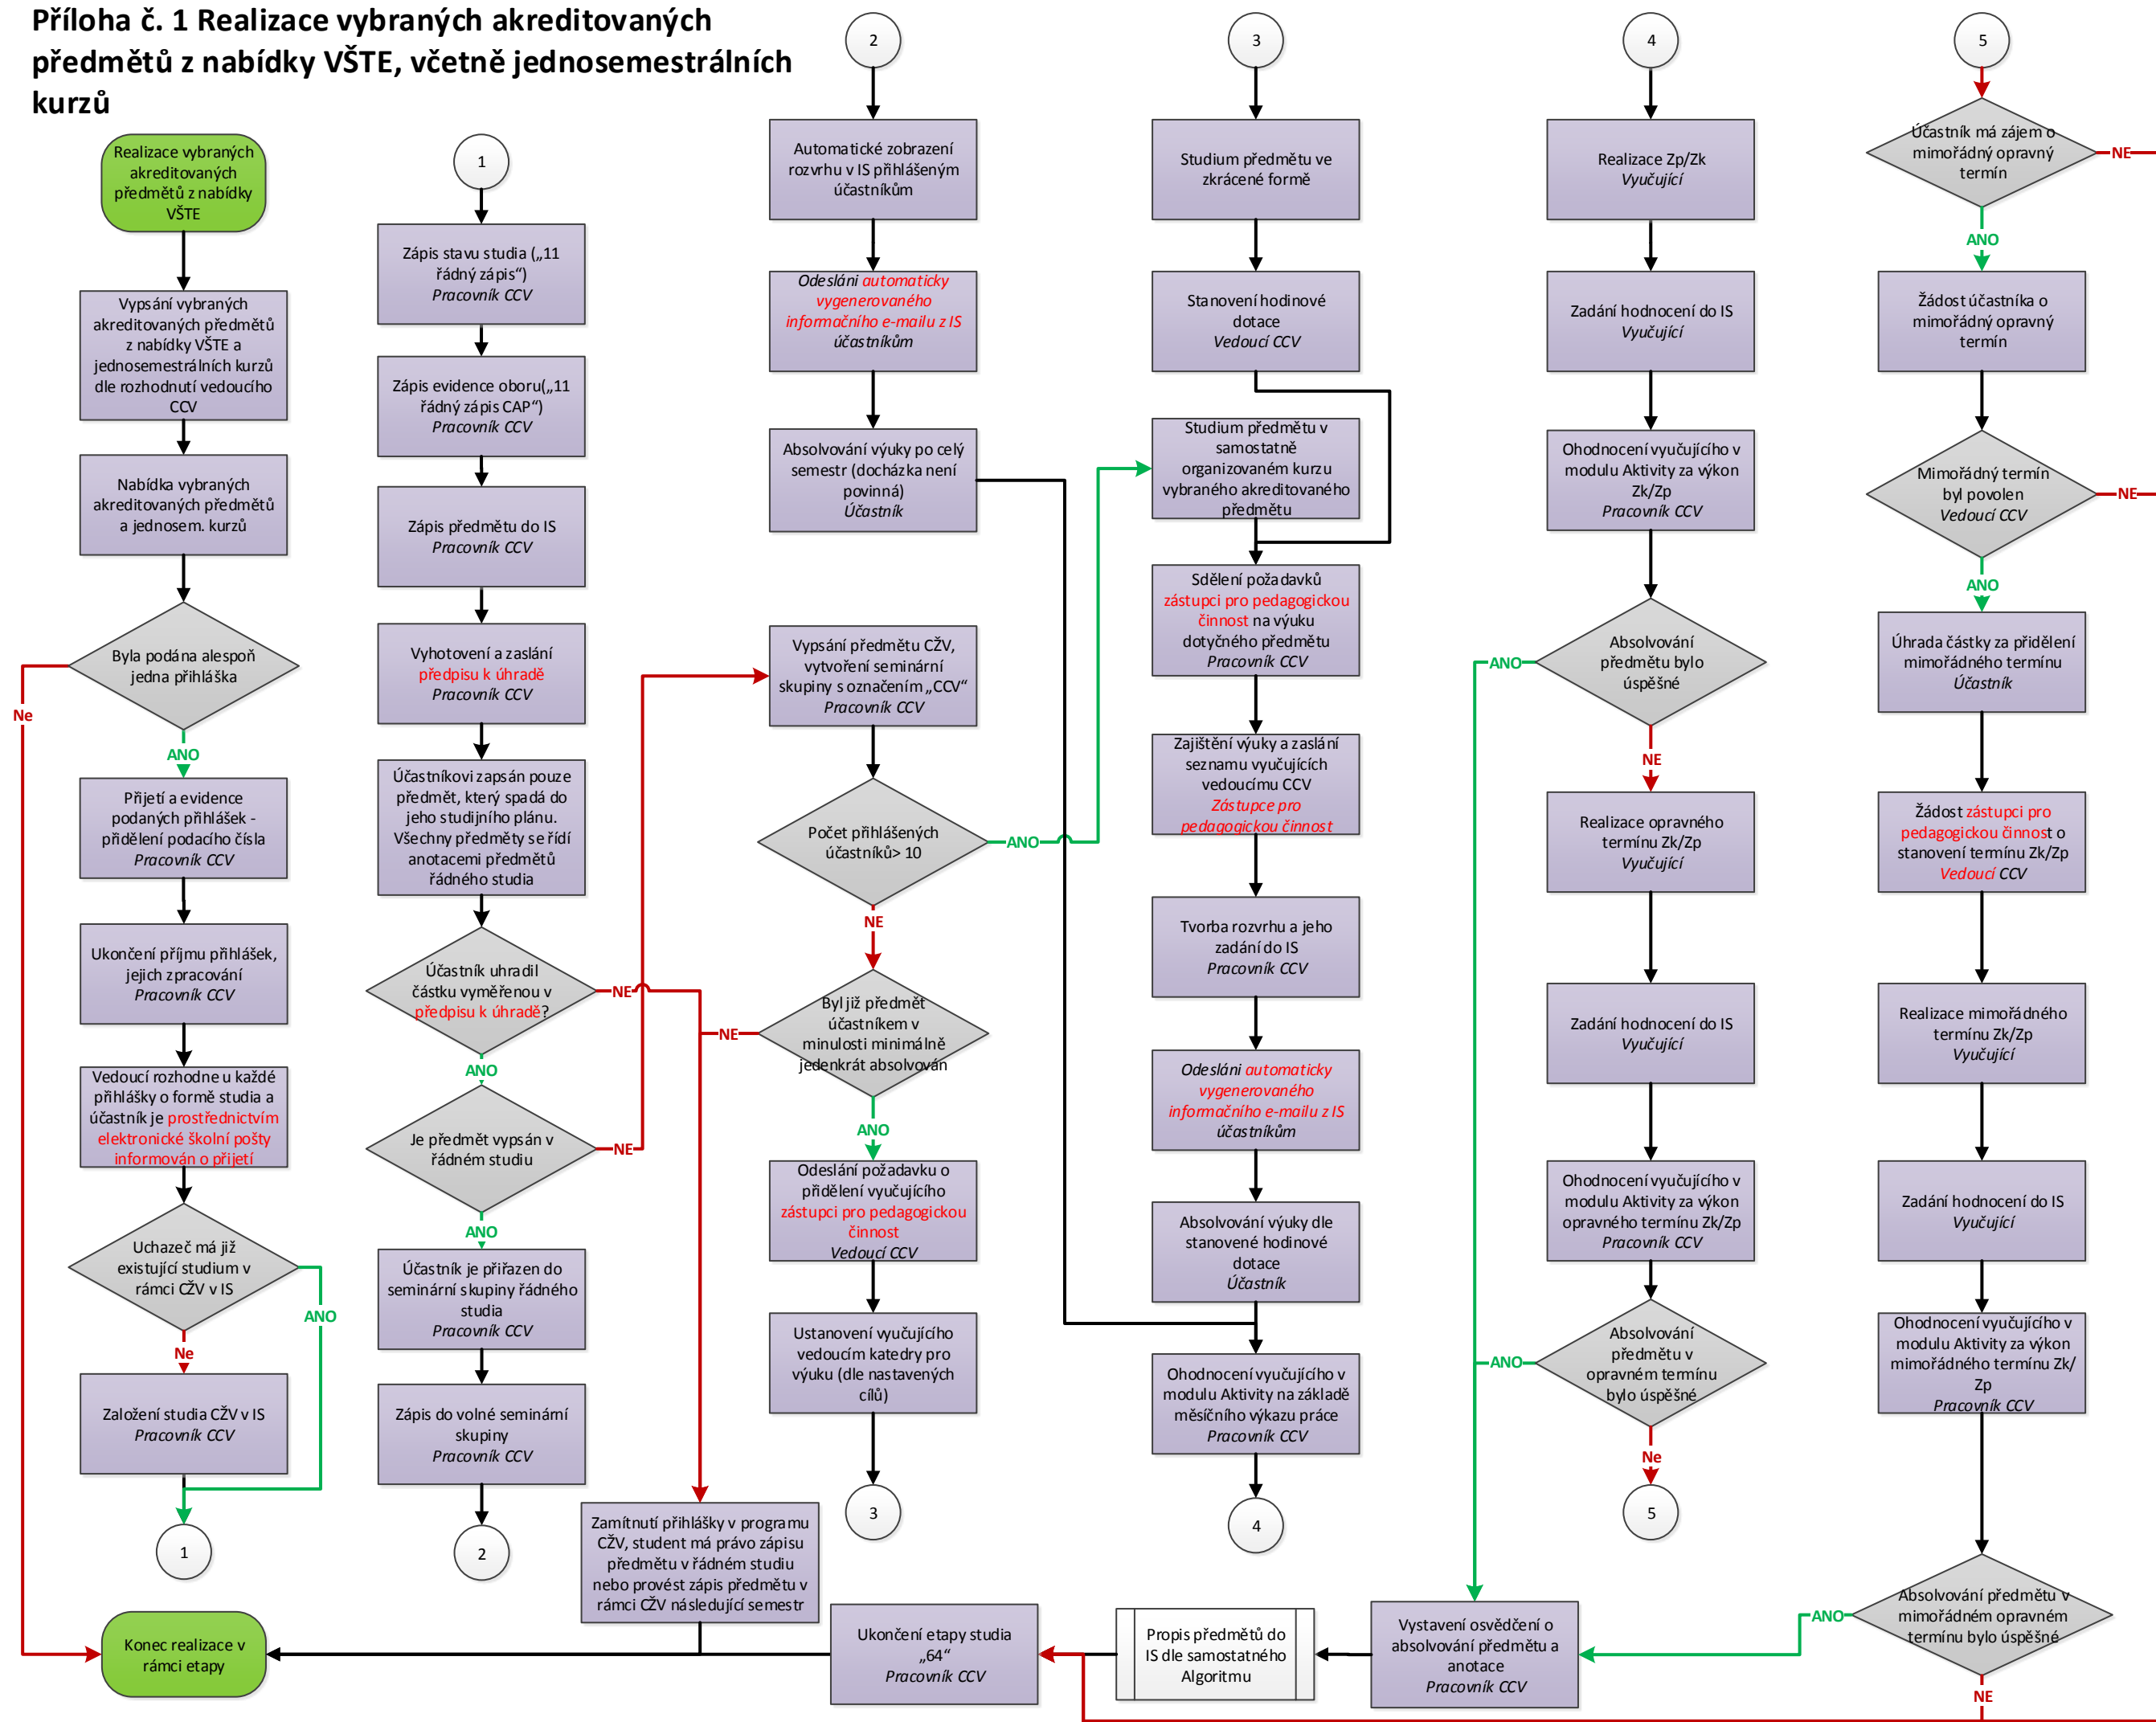 Příloha č. 1 Realizace vybraných akreditovaných
předmětů z nabídky VŠTE, včetně jednosemestrálních
kurzů
Realizace vybraných
akreditovaných
předmětů z nabídky
VŠTE
Vypsání vybraných
akreditovaných předmětů
z nabídky VŠTE a
jednosemestrálních kurzů
dle rozhodnutí vedoucího
CCV
Nabídka vybraných
akreditovaných předmětů
a jednosem. kurzů
Byla podána alespoň
jedna přihláška
Ne
ANO
Přijetí a evidence
podaných přihlášek -
přidělení podacího čísla
Pracovník CCV
Ukončení příjmu přihlášek,
jejich zpracování
Pracovník CCV
Vedoucí rozhodne u každé
přihlášky o formě studia a
účastník je prostřednictvím
elektronické školní pošty
informován o přijetí
Uchazeč má již
existující studium v
rámci CŽV v IS
ANO
Ne
Založení studia CŽV v IS
Pracovník CCV
1
Konec realizace v
rámci etapy
1
Zápis stavu studia („11
řádný zápis“)
Pracovník CCV
Zápis evidence oboru(„11
řádný zápis CAP“)
Pracovník CCV
Zápis předmětu do IS
Pracovník CCV
Vyhotovení a zaslání
předpisu k úhradě
Pracovník CCV
Účastníkovi zapsán pouze
předmět, který spadá do
jeho studijního plánu.
Všechny předměty se řídí
anotacemi předmětů
řádného studia
Účastník uhradil
částku vyměřenou v
předpisu k úhradě?
NE
ANO
Je předmět vypsán v
řádném studiu
NE
ANO
Účastník je přiřazen do
seminární skupiny řádného
studia
Pracovník CCV
Zápis do volné seminární
skupiny
Pracovník CCV
2
Zamítnutí přihlášky v programu
CŽV, student má právo zápisu
předmětu v řádném studiu
nebo provést zápis předmětu v
rámci CŽV následující semestr
2
Automatické zobrazení
rozvrhu v IS přihlášeným
účastníkům
Odesláni automaticky
vygenerovaného
informačního e-mailu z IS
účastníkům
Absolvování výuky po celý
semestr (docházka není
povinná)
Účastník
Vypsání předmětu CŽV,
vytvoření seminární
skupiny s označením „CCV“
Pracovník CCV
Počet přihlášených
účastníků> 10
ANO
NE
Byl již předmět
účastníkem v
minulosti minimálně
jedenkrát absolvován
NE
ANO
Odeslání požadavku o
přidělení vyučujícího
zástupci pro pedagogickou
činnost
Vedoucí CCV
Ustanovení vyučujícího
vedoucím katedry pro
výuku (dle nastavených
cílů)
3
Ukončení etapy studia
„64“
Pracovník CCV
3
Studium předmětu ve
zkrácené formě
Stanovení hodinové
dotace
Vedoucí CCV
Studium předmětu v
samostatně
organizovaném kurzu
vybraného akreditovaného
předmětu
Sdělení požadavků
zástupci pro pedagogickou
činnost na výuku
dotyčného předmětu
Pracovník CCV
Zajištění výuky a zaslání
seznamu vyučujících
vedoucímu CCV
Zástupce pro
pedagogickou činnost
Tvorba rozvrhu a jeho
zadání do IS
Pracovník CCV
Odesláni automaticky
vygenerovaného
informačního e-mailu z IS
účastníkům
Absolvování výuky dle
stanovené hodinové
dotace
Účastník
Ohodnocení vyučujícího v
modulu Aktivity na základě
měsíčního výkazu práce
Pracovník CCV
4
Propis předmětů do
IS dle samostatného
Algoritmu
4
Realizace Zp/Zk
Vyučující
Zadání hodnocení do IS
Vyučující
Ohodnocení vyučujícího v
modulu Aktivity za výkon
Zk/Zp
Pracovník CCV
Absolvování
předmětu bylo
úspěšné
ANO
NE
Realizace opravného
termínu Zk/Zp
Vyučující
Zadání hodnocení do IS
Vyučující
Ohodnocení vyučujícího v
modulu Aktivity za výkon
opravného termínu Zk/Zp
Pracovník CCV
Absolvování
předmětu v
opravném termínu
bylo úspěšné
ANO
Ne
5
Vystavení osvědčení o
absolvování předmětu a
anotace
Pracovník CCV
5
Účastník má zájem o
mimořádný opravný
termín
NE
ANO
Žádost účastníka o
mimořádný opravný
termín
Mimořádný termín
byl povolen
Vedoucí CCV
NE
ANO
Úhrada částky za přidělení
mimořádného termínu
Účastník
Žádost zástupci pro
pedagogickou činnost o
stanovení termínu Zk/Zp
Vedoucí CCV
Realizace mimořádného
termínu Zk/Zp
Vyučující
Zadání hodnocení do IS
Vyučující
Ohodnocení vyučujícího v
modulu Aktivity za výkon
mimořádného termínu Zk/
Zp
Pracovník CCV
Absolvování předmětu v
mimořádném opravném
termínu bylo úspěšné
ANO
NE